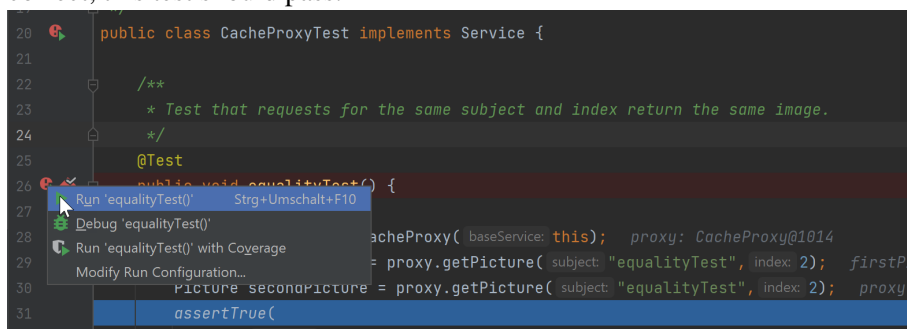 20 public class CacheProxyTest implements Service {
21
22 /**
23 * Test that requests for the same subject and index return the same image.
24 */
25 @Test
26 public void equalityTest() {
Run 'equalityTest()' Strg+Umschalt+F10
27
Debug 'equalityTest()'
28 acheProxy( baseService: this); proxy: CacheProxy@1014
Run 'equalityTest()' with Coverage
29 = proxy.getPicture( subject: "equalityTest", index: 2); firstP
Modify Run Configuration...
30 Picture secondPicture = proxy.getPicture( subject: "equalityTest", index: 2); proxy
31 assertTrue(